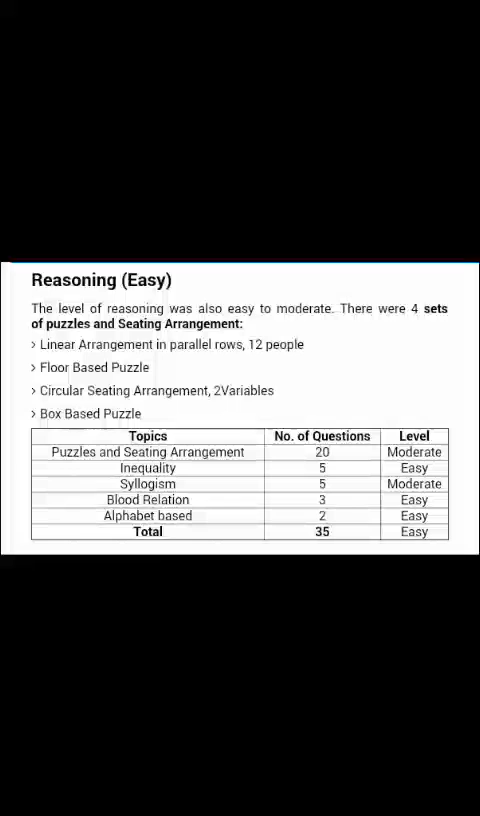 Reasoning (Easy)
The level of reasoning was also easy to moderate. There were 4 sets
of puzzles and Seating Arrangement:
> Linear Arrangement in parallel rows, 12 people
> Floor Based Puzzle
> Circular Seating Arrangement, 2Variables
> Box Based Puzzle
Topics No. of Questions Level
Puzzles and Seating Arrangement 20 Moderate
Inequality 5 Easy
Syllogism 5 Moderate
Blood Relation 3 Easy
Alphabet based 2 Easy
Total 35 Easy